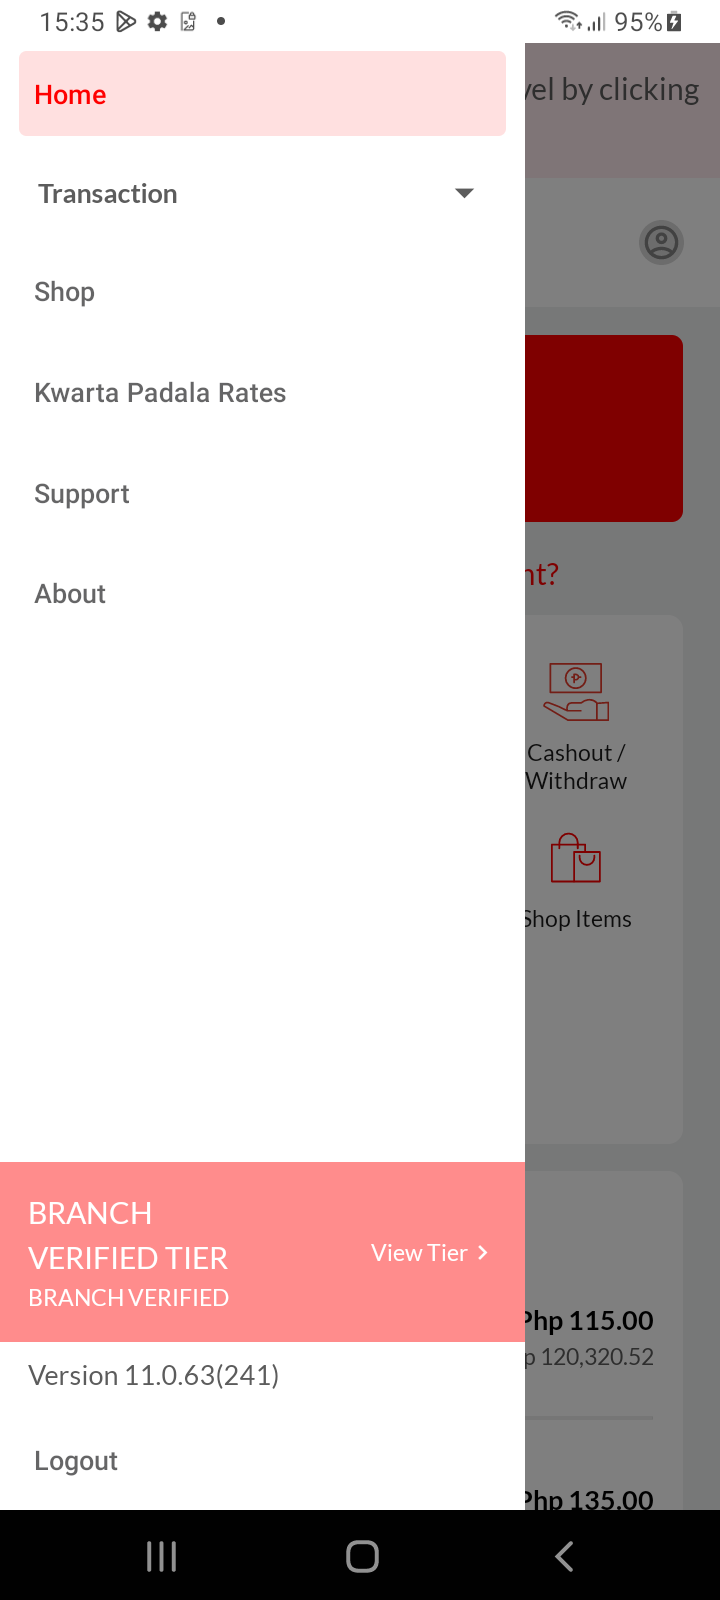 15:35
95%
Home
vel by clicking
Transaction
Shop
Kwarta Padala Rates
Support
nt?
About
Cashout /
Withdraw
Shop Items
BRANCH
VERIFIED TIER
BRANCH VERIFIED
View Tier
Php 115.00
p 120,320.52
Version 11.0.63(241)
Logout
Php 135.00